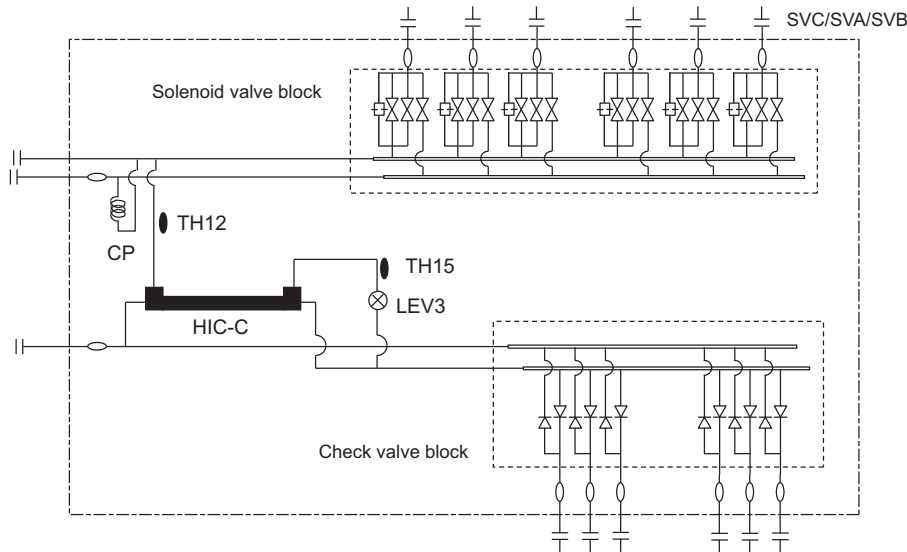 SVC/SVA/SVB
Solenoid valve block
TH12
CP
TH15
LEV3
HIC-C
Check valve block